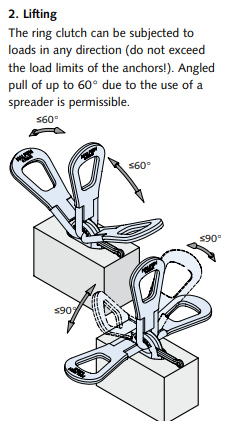 2. Lifting
The ring clutch can be subjected to
loads in any direction (do not exceed
the load limits of the anchors!). Angled
pull of up to 60° due to the use of a
spreader is permissible.
≤60°
≤60°
≤90°
≤90°